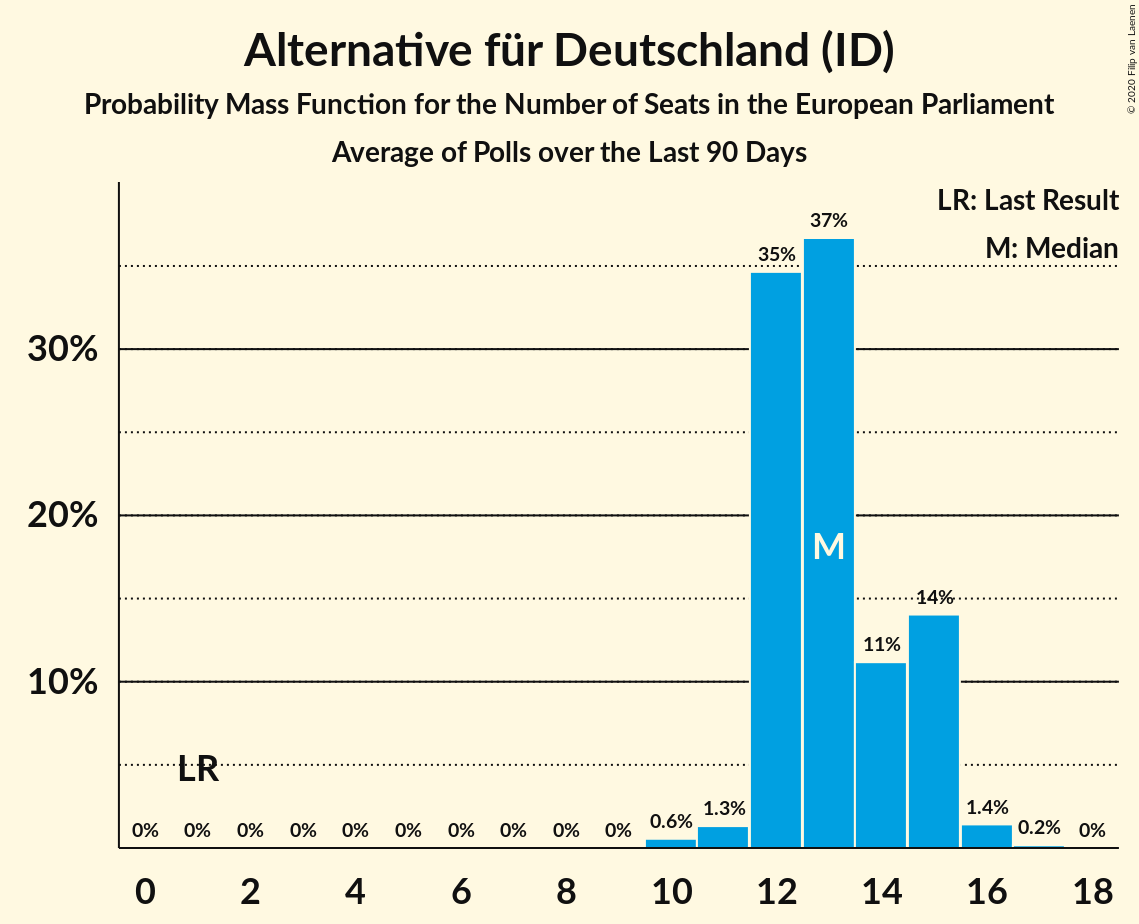 Alternative für Deutschland (ID)
Probability Mass Function for the Number of Seats in the European Parliament
Average of Polls over the Last 90 Days
© 2020 Filip van Laenen
LR: Last Result
M: Median
37%
35%
30%
20%
M
14%
11%
10%
LR
0% 0% 0% 0% 0% 0% 0% 0% 0% 0% 0.6% 1.3% 1.4% 0.2% 0%
0 2 4 6 8 10 12 14 16 18